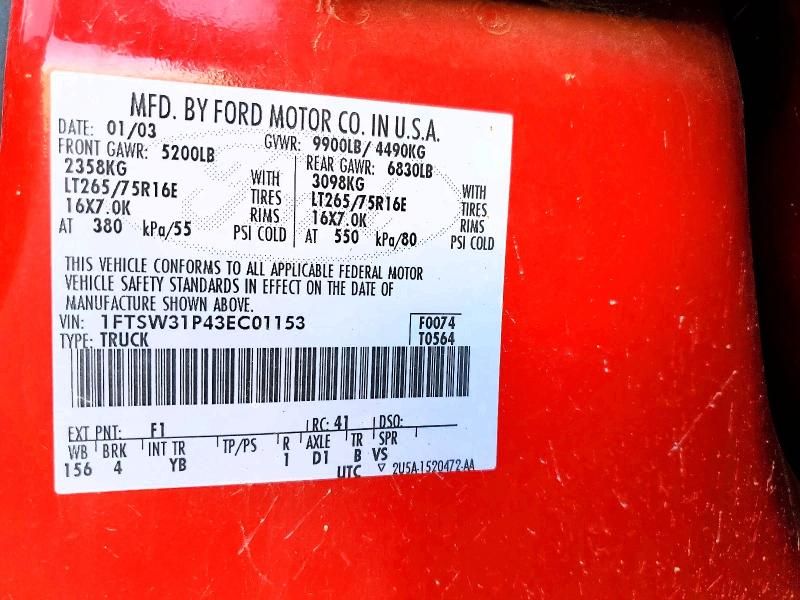 MFD. BY FORD MOTOR CO. IN U.S.A.
DATE: 01/03 GVWR: 9900LB/ 4490KG
FRONT GAWR: 5200LB REAR GAWR: 6830LB
2358KG WITH 3098KG WITH
LT265/75R16E TIRES LT265/75R16E TIRES
16X7.0K RIMS 16X7.0K RIMS
AT 380 kPa/55 PSI COLD AT 550 kPa/80 PSI COLD
THIS VEHICLE CONFORMS TO ALL APPLICABLE FEDERAL MOTOR
VEHICLE SAFETY STANDARDS IN EFFECT ON THE DATE OF
MANUFACTURE SHOWN ABOVE.
VIN: 1FTSW31P43EC01153 F0074
TYPE: TRUCK T0564
EXT PNT: F1 RC: 41 DSO:
WB BRK INT TR TP/PS R AXLE TR SPR
156 4 YB 1 D1 B VS
UTC ▽ 2U5A-1520472-AA